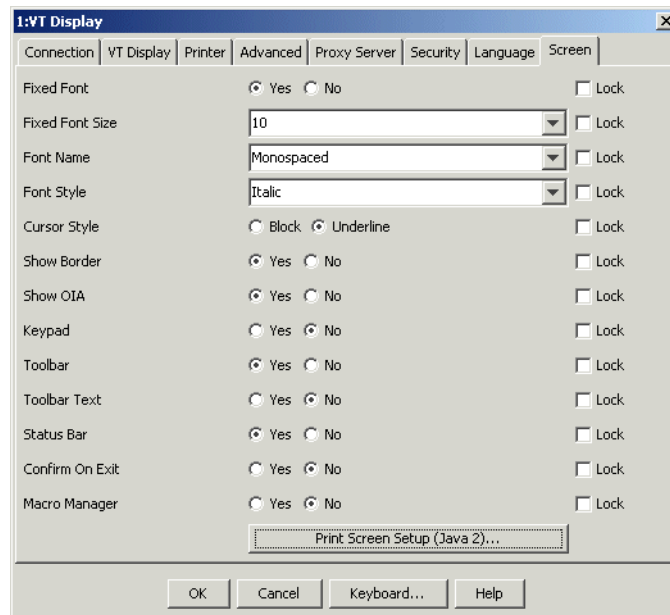 1:VT Display
Connection VT Display Printer Advanced Proxy Server Security Language Screen
Fixed Font Yes No Lock
Fixed Font Size 10 Lock
Font Name Monospaced Lock
Font Style Italic Lock
Cursor Style Block Underline Lock
Show Border Yes No Lock
Show OIA Yes No Lock
Keypad Yes No Lock
Toolbar Yes No Lock
Toolbar Text Yes No Lock
Status Bar Yes No Lock
Confirm On Exit Yes No Lock
Macro Manager Yes No Lock
Print Screen Setup (Java 2)...
OK Cancel Keyboard... Help